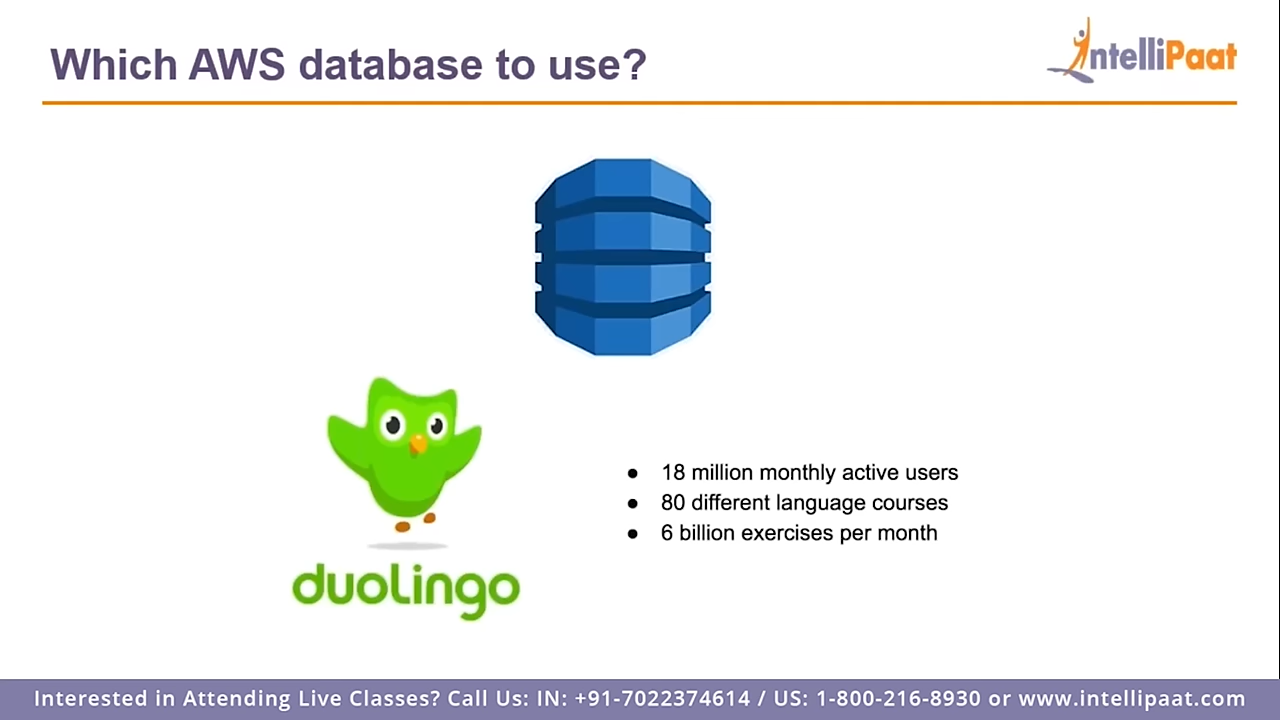 Which AWS database to use?
IntelliPaat
duolingo
● 18 million monthly active users
● 80 different language courses
● 6 billion exercises per month
Interested in Attending Live Classes? Call Us: IN: +91-7022374614 / US: 1-800-216-8930 or www.intellipaat.com